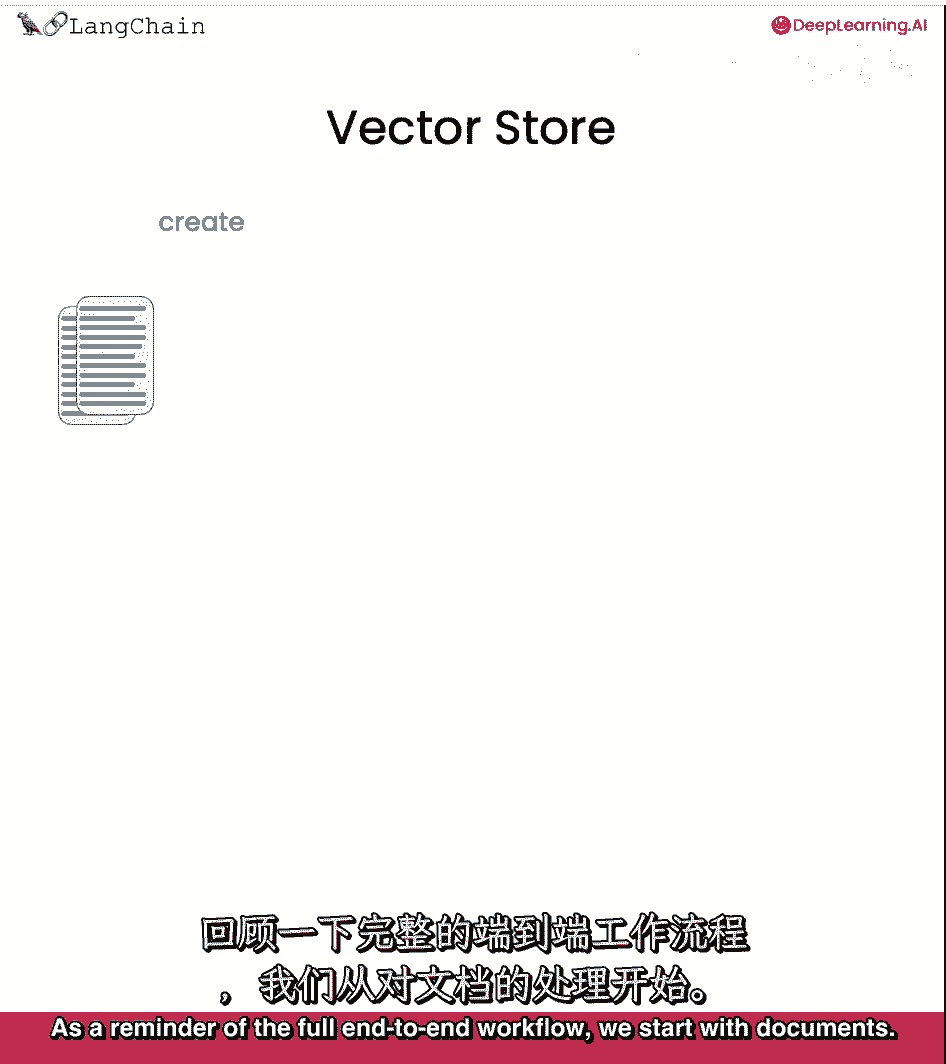 LangChain
DeepLearning.AI
Vector Store
create
回顾一下完整的端到端工作流程
，我们从对文档的处理开始。
As a reminder of the full end-to-end workflow, we start with documents.